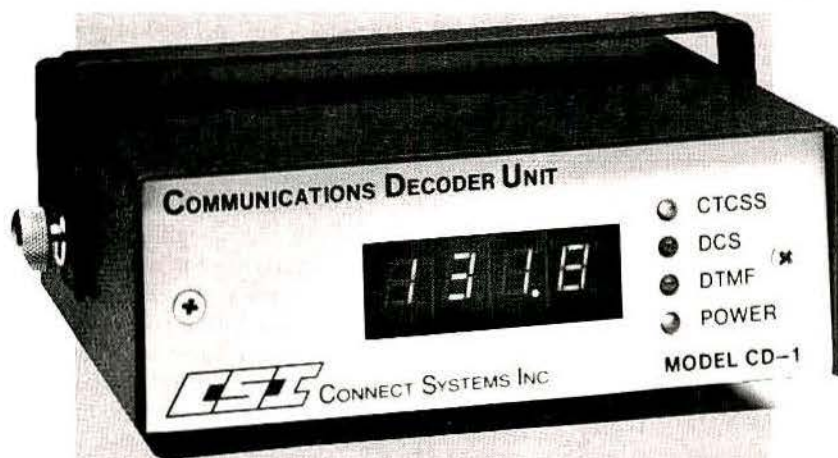 COMMUNICATIONS DECODER UNIT
131.8
CTCSS
DCS
DTMF
POWER
CSI CONNECT SYSTEMS INC
MODEL CD-1